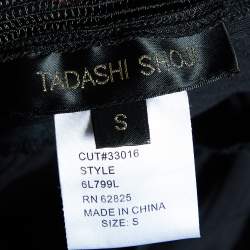 TADASHI SHOJI
S
CUT#33016
STYLE
6L799L
RN 62825
MADE IN CHINA
SIZE: S